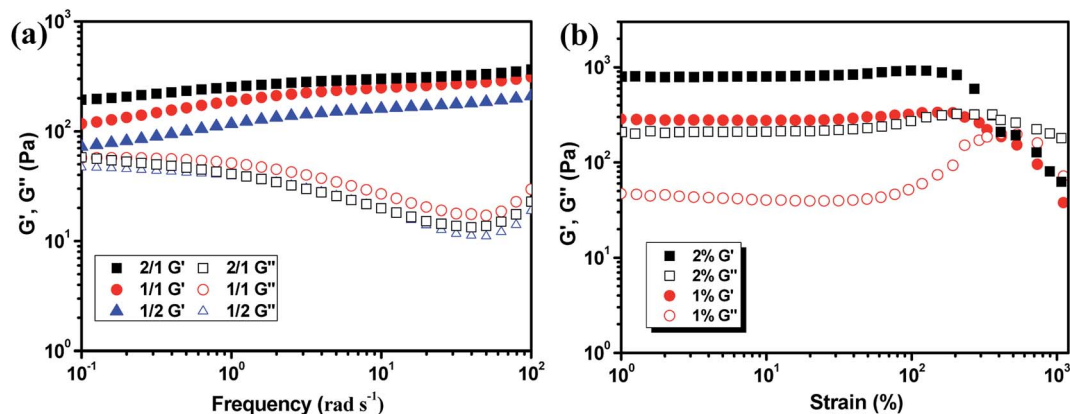 (a)
G', G'' (Pa)
10³
10²
10¹
10⁰
2/1 G' 2/1 G''
1/1 G' 1/1 G''
1/2 G' 1/2 G''
10⁻¹ 10⁰ 10¹ 10²
Frequency (rad s⁻¹)
(b)
G', G'' (Pa)
10³
10²
10¹
10⁰
2% G'
2% G''
1% G'
1% G''
10⁰ 10¹ 10² 10³
Strain (%)